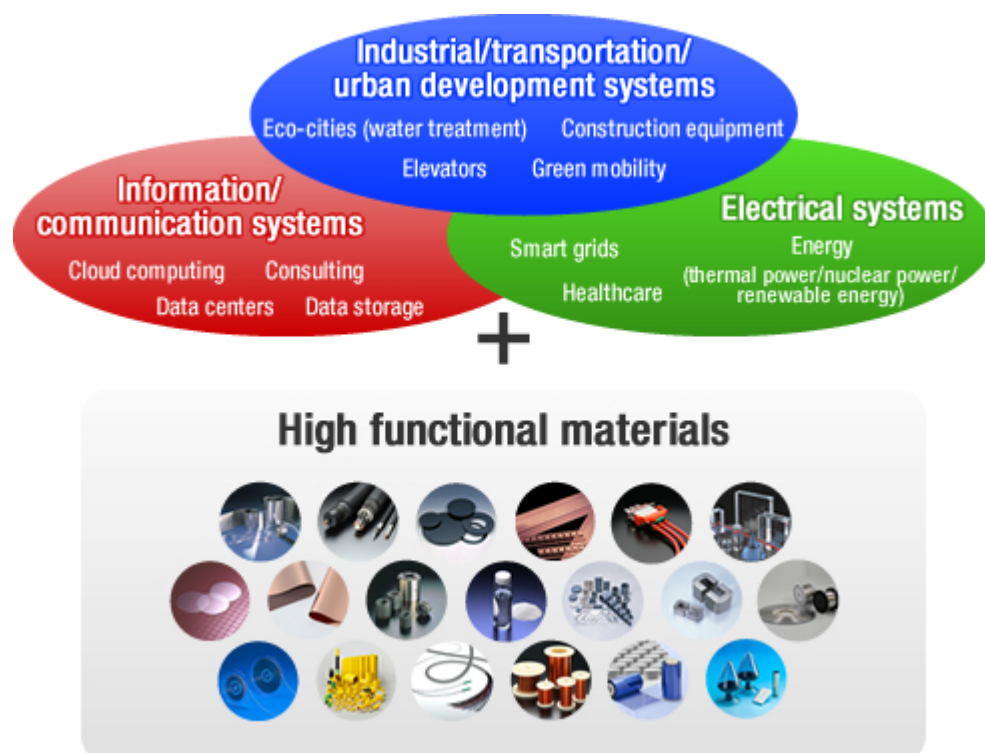 Industrial/transportation/
urban development systems
Eco-cities (water treatment) Construction equipment
Elevators Green mobility
Information/
communication systems
Cloud computing Consulting
Data centers Data storage
Electrical systems
Smart grids
Energy
(thermal power/nuclear power/
renewable energy)
Healthcare
+
High functional materials